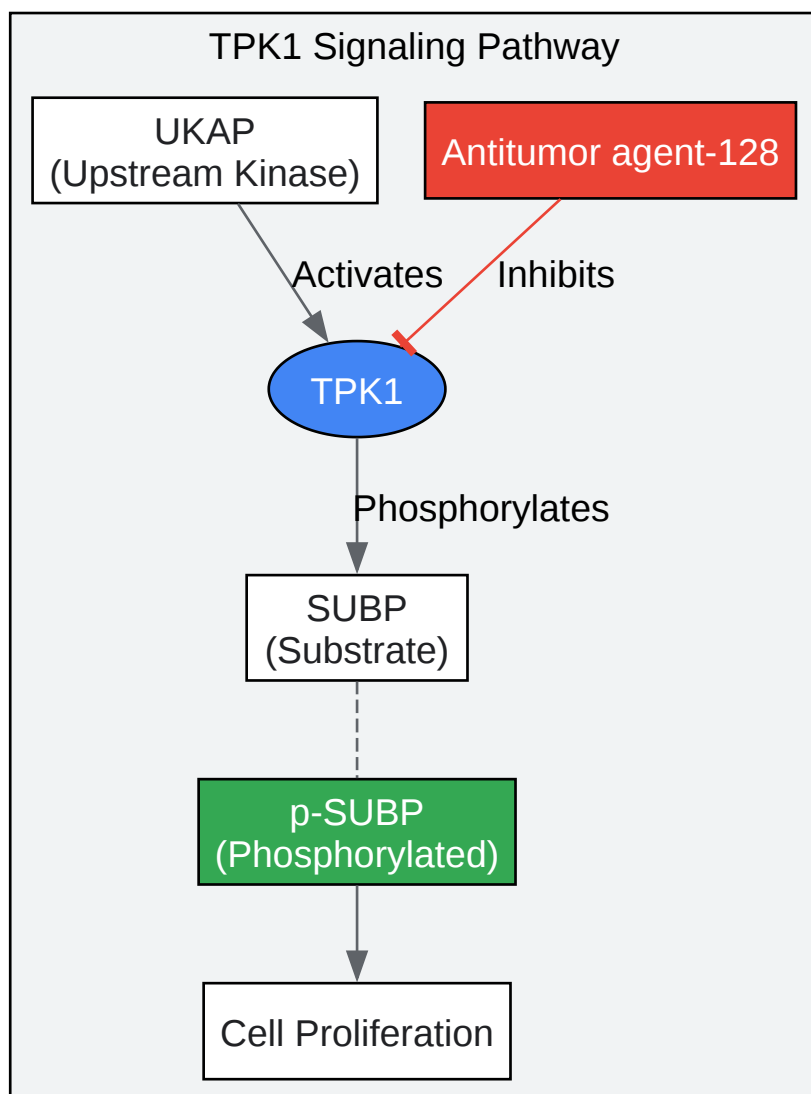 TPK1 Signaling Pathway
UKAP
(Upstream Kinase)
Antitumor agent-128
Activates
Inhibits
TPK1
Phosphorylates
SUBP
(Substrate)
p-SUBP
(Phosphorylated)
Cell Proliferation